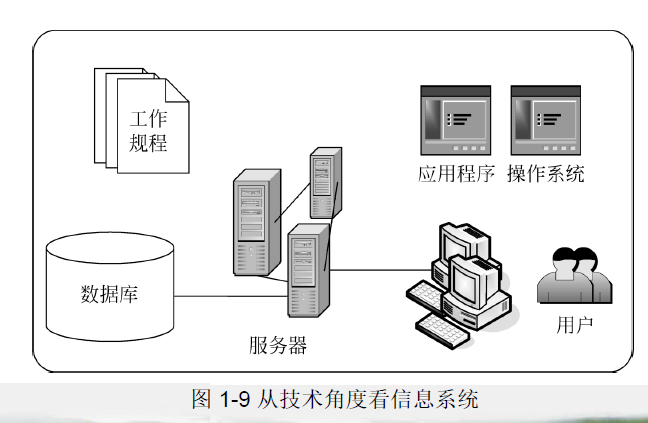 工作
规程
应用程序 操作系统
数据库
用户
服务器
图 1-9 从技术角度看信息系统